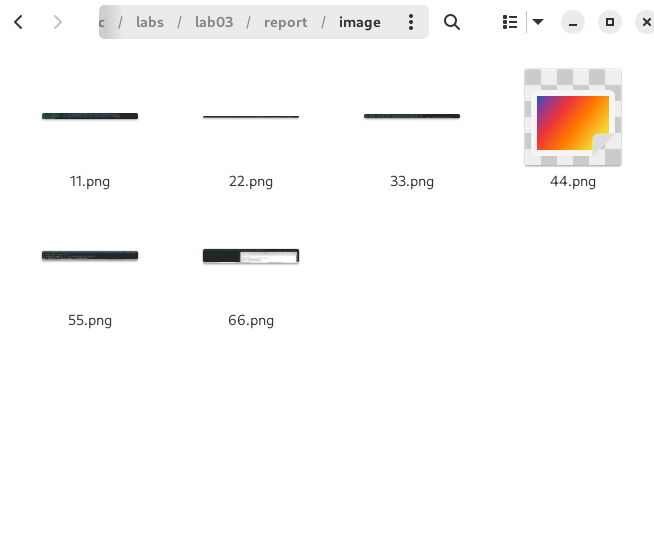 c / labs / lab03 / report / image
11.png
22.png
33.png
44.png
55.png
66.png